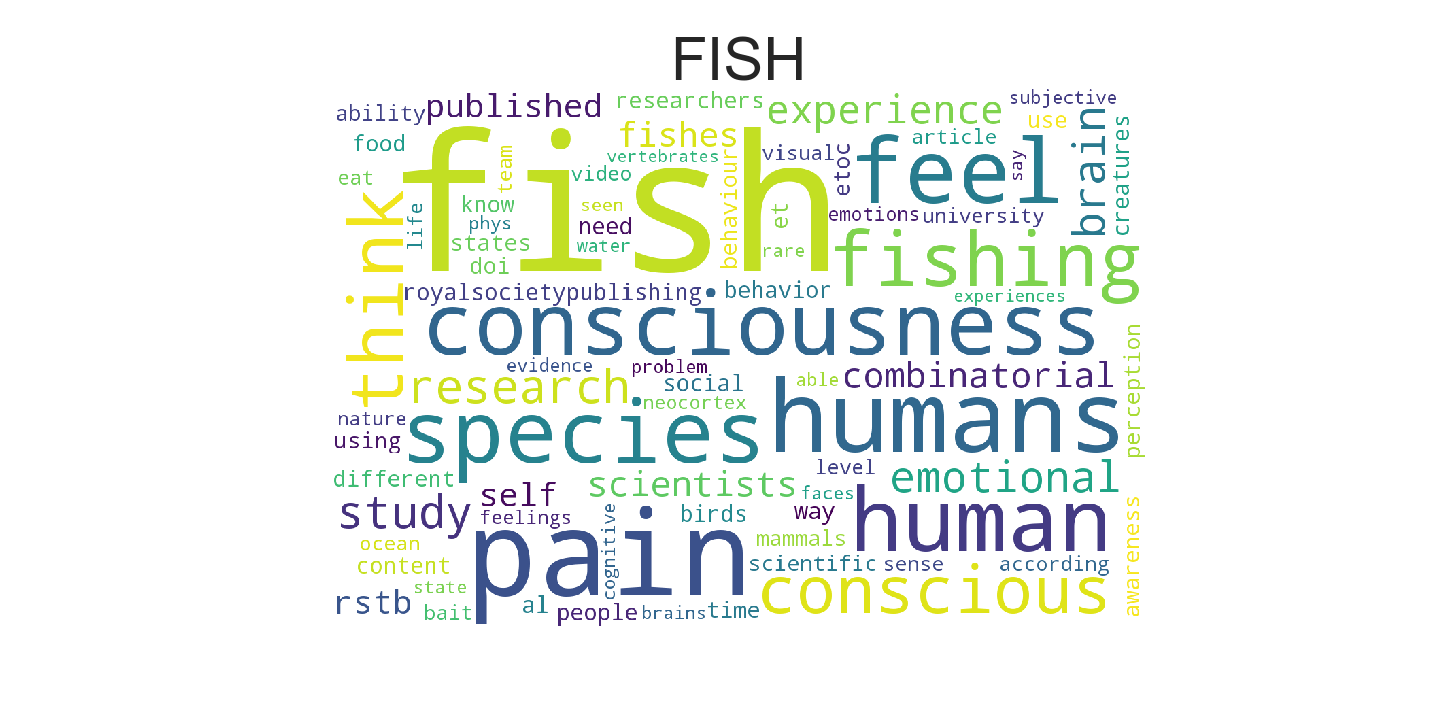 FISH
ability
published
researchers
experience
subjective
food
fishes
article
use
eat
team
vertebrates
video
visual
etoc
feel
say
brain
creatures
fish
think
life
know
phys
states
doi
seen
need
water
behaviour
et
rare
emotions
university
fishing
royalsocietypublishing
behavior
experiences
consciousness
evidence
problem
social
able
combinatorial
perception
research
neocortex
nature
using
species
humans
different
scientists
level
emotional
faces
self
study
feelings
cognitive
birds
way
human
ocean
content
pain
mammals
scientific
sense
according
awareness
state
rstb
bait
al
people
brains
time
conscious